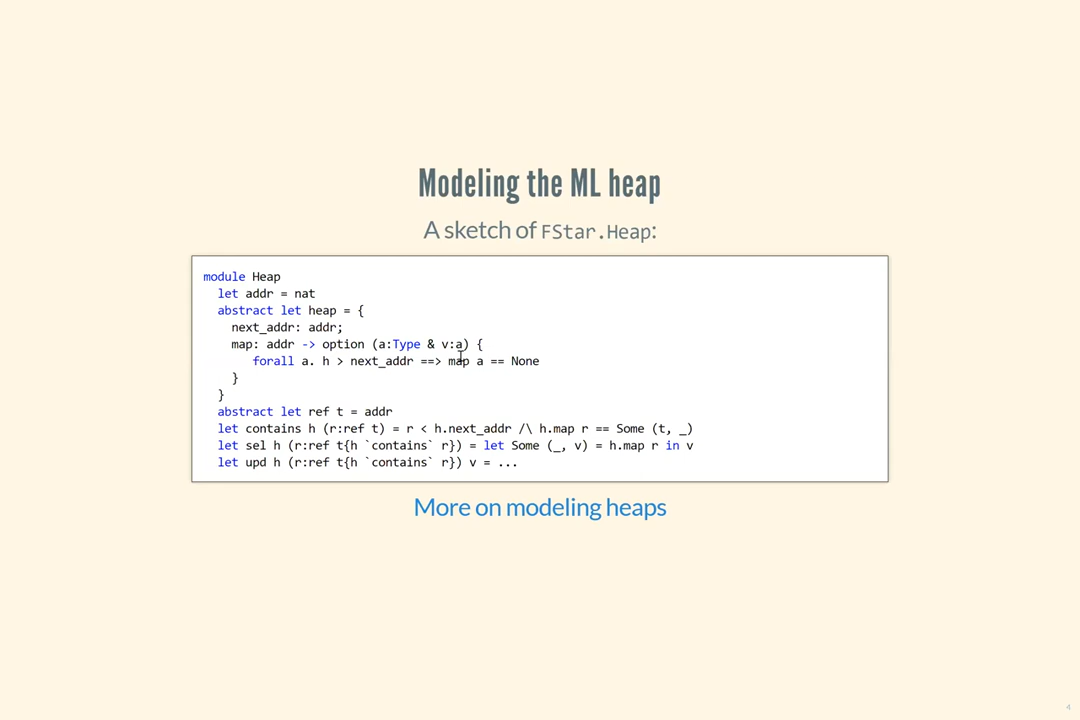 Modeling the ML heap
A sketch of FStar.Heap:
module Heap
  let addr = nat
  abstract let heap = {
    next_addr: addr;
    map: addr -> option (a:Type & v:a) {
       forall a. h > next_addr ==> map a == None
    }
  }
  abstract let ref t = addr
  let contains h (r:ref t) = r < h.next_addr /\ h.map r == Some (t, _)
  let sel h (r:ref t{h `contains` r}) = let Some (_, v) = h.map r in v
  let upd h (r:ref t{h `contains` r}) v = ...
More on modeling heaps
4